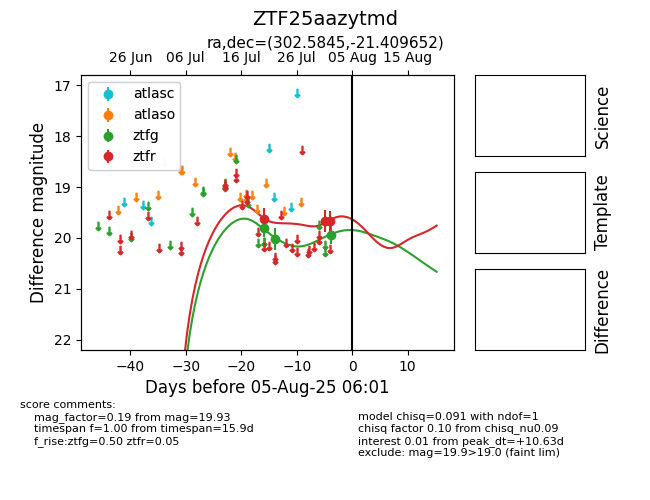 ZTF25aazytmd
ra,dec=(302.5845,-21.409652)
26 Jun 06 Jul 16 Jul 26 Jul 05 Aug 15 Aug
atlasc
atlaso
ztfg
ztfr
17
18
19
20
21
22
Difference magnitude
−40 −30 −20 −10 0 10
Days before 05-Aug-25 06:01
Science
Template
Difference
score comments:
mag_factor=0.19 from mag=19.93
timespan f=1.00 from timespan=15.9d
f_rise:ztfg=0.50 ztfr=0.05
model chisq=0.091 with ndof=1
chisq factor 0.10 from chisq_nu0.09
interest 0.01 from peak_dt=+10.63d
exclude: mag=19.9>19.0 (faint lim)